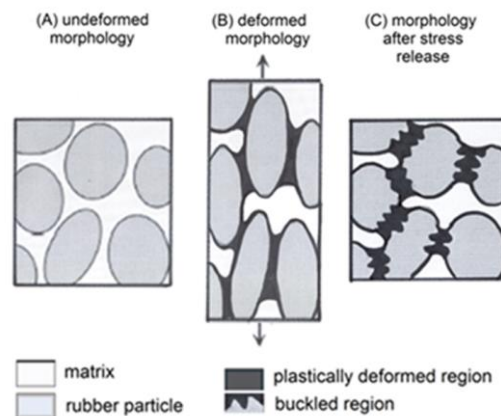 (A) undeformed
morphology
(B) deformed
morphology
(C) morphology
after stress
release
matrix
rubber particle
plastically deformed region
buckled region